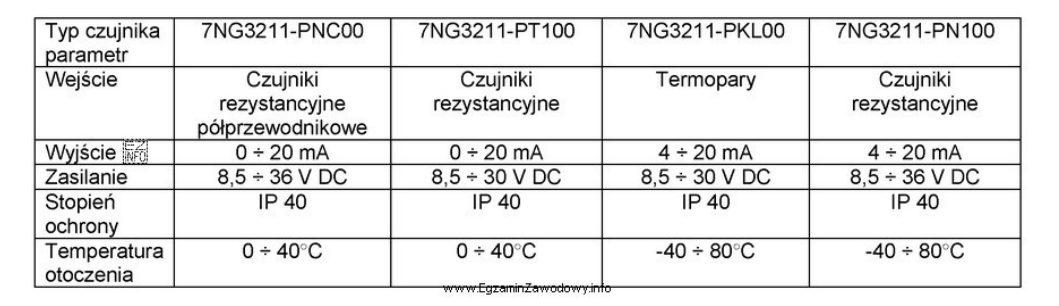 Typ czujnika parametr | 7NG3211-PNC00 | 7NG3211-PT100 | 7NG3211-PKL00 | 7NG3211-PN100
Wejście | Czujniki rezystancyjne półprzewodnikowe | Czujniki rezystancyjne | Termopary | Czujniki rezystancyjne
Wyjście EZ INFO | 0 ÷ 20 mA | 0 ÷ 20 mA | 4 ÷ 20 mA | 4 ÷ 20 mA
Zasilanie | 8,5 ÷ 36 V DC | 8,5 ÷ 30 V DC | 8,5 ÷ 30 V DC | 8,5 ÷ 36 V DC
Stopień ochrony | IP 40 | IP 40 | IP 40 | IP 40
Temperatura otoczenia | 0 ÷ 40°C | 0 ÷ 40°C | -40 ÷ 80°C | -40 ÷ 80°C
www.EgzaminZawodowy.info